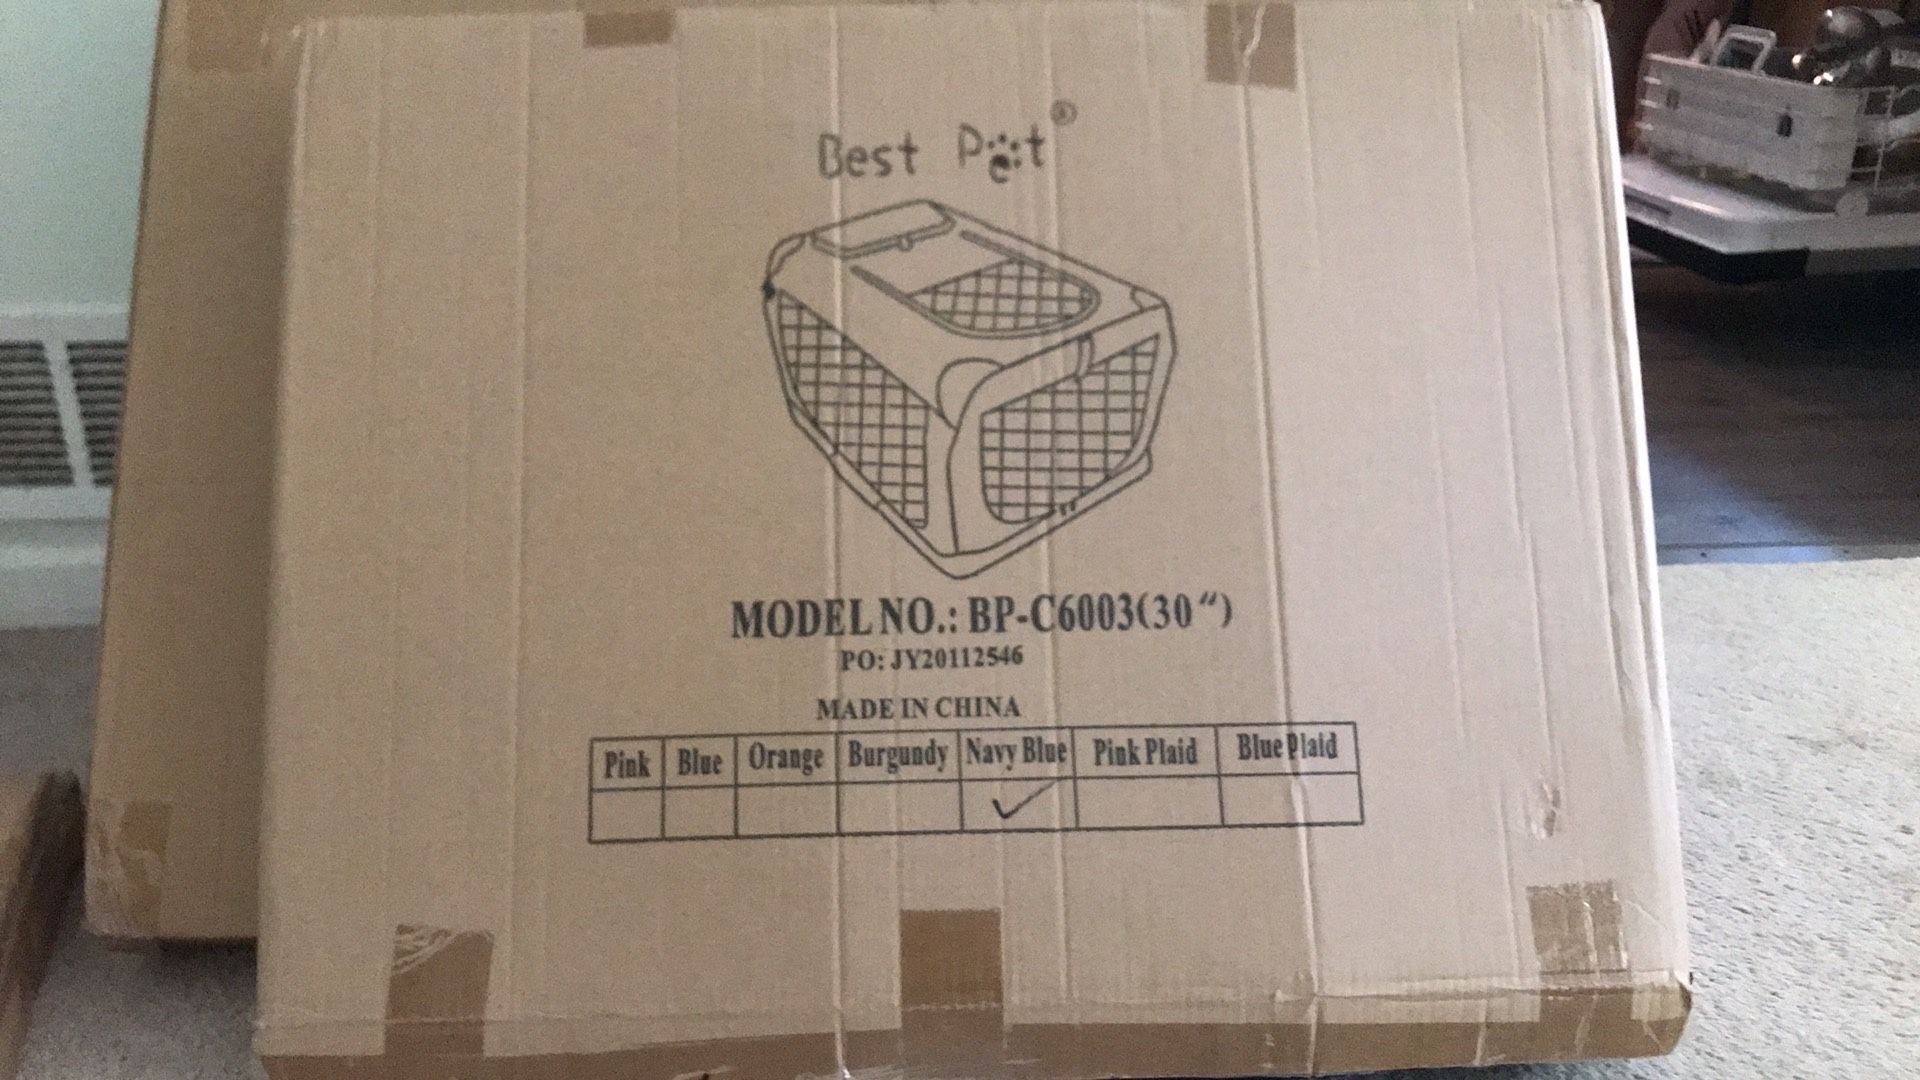 Best Pet®
MODEL NO.: BP-C6003(30“)
PO: JY20112546
MADE IN CHINA
Pink Blue Orange Burgundy Navy Blue Pink Plaid Blue Plaid
✓